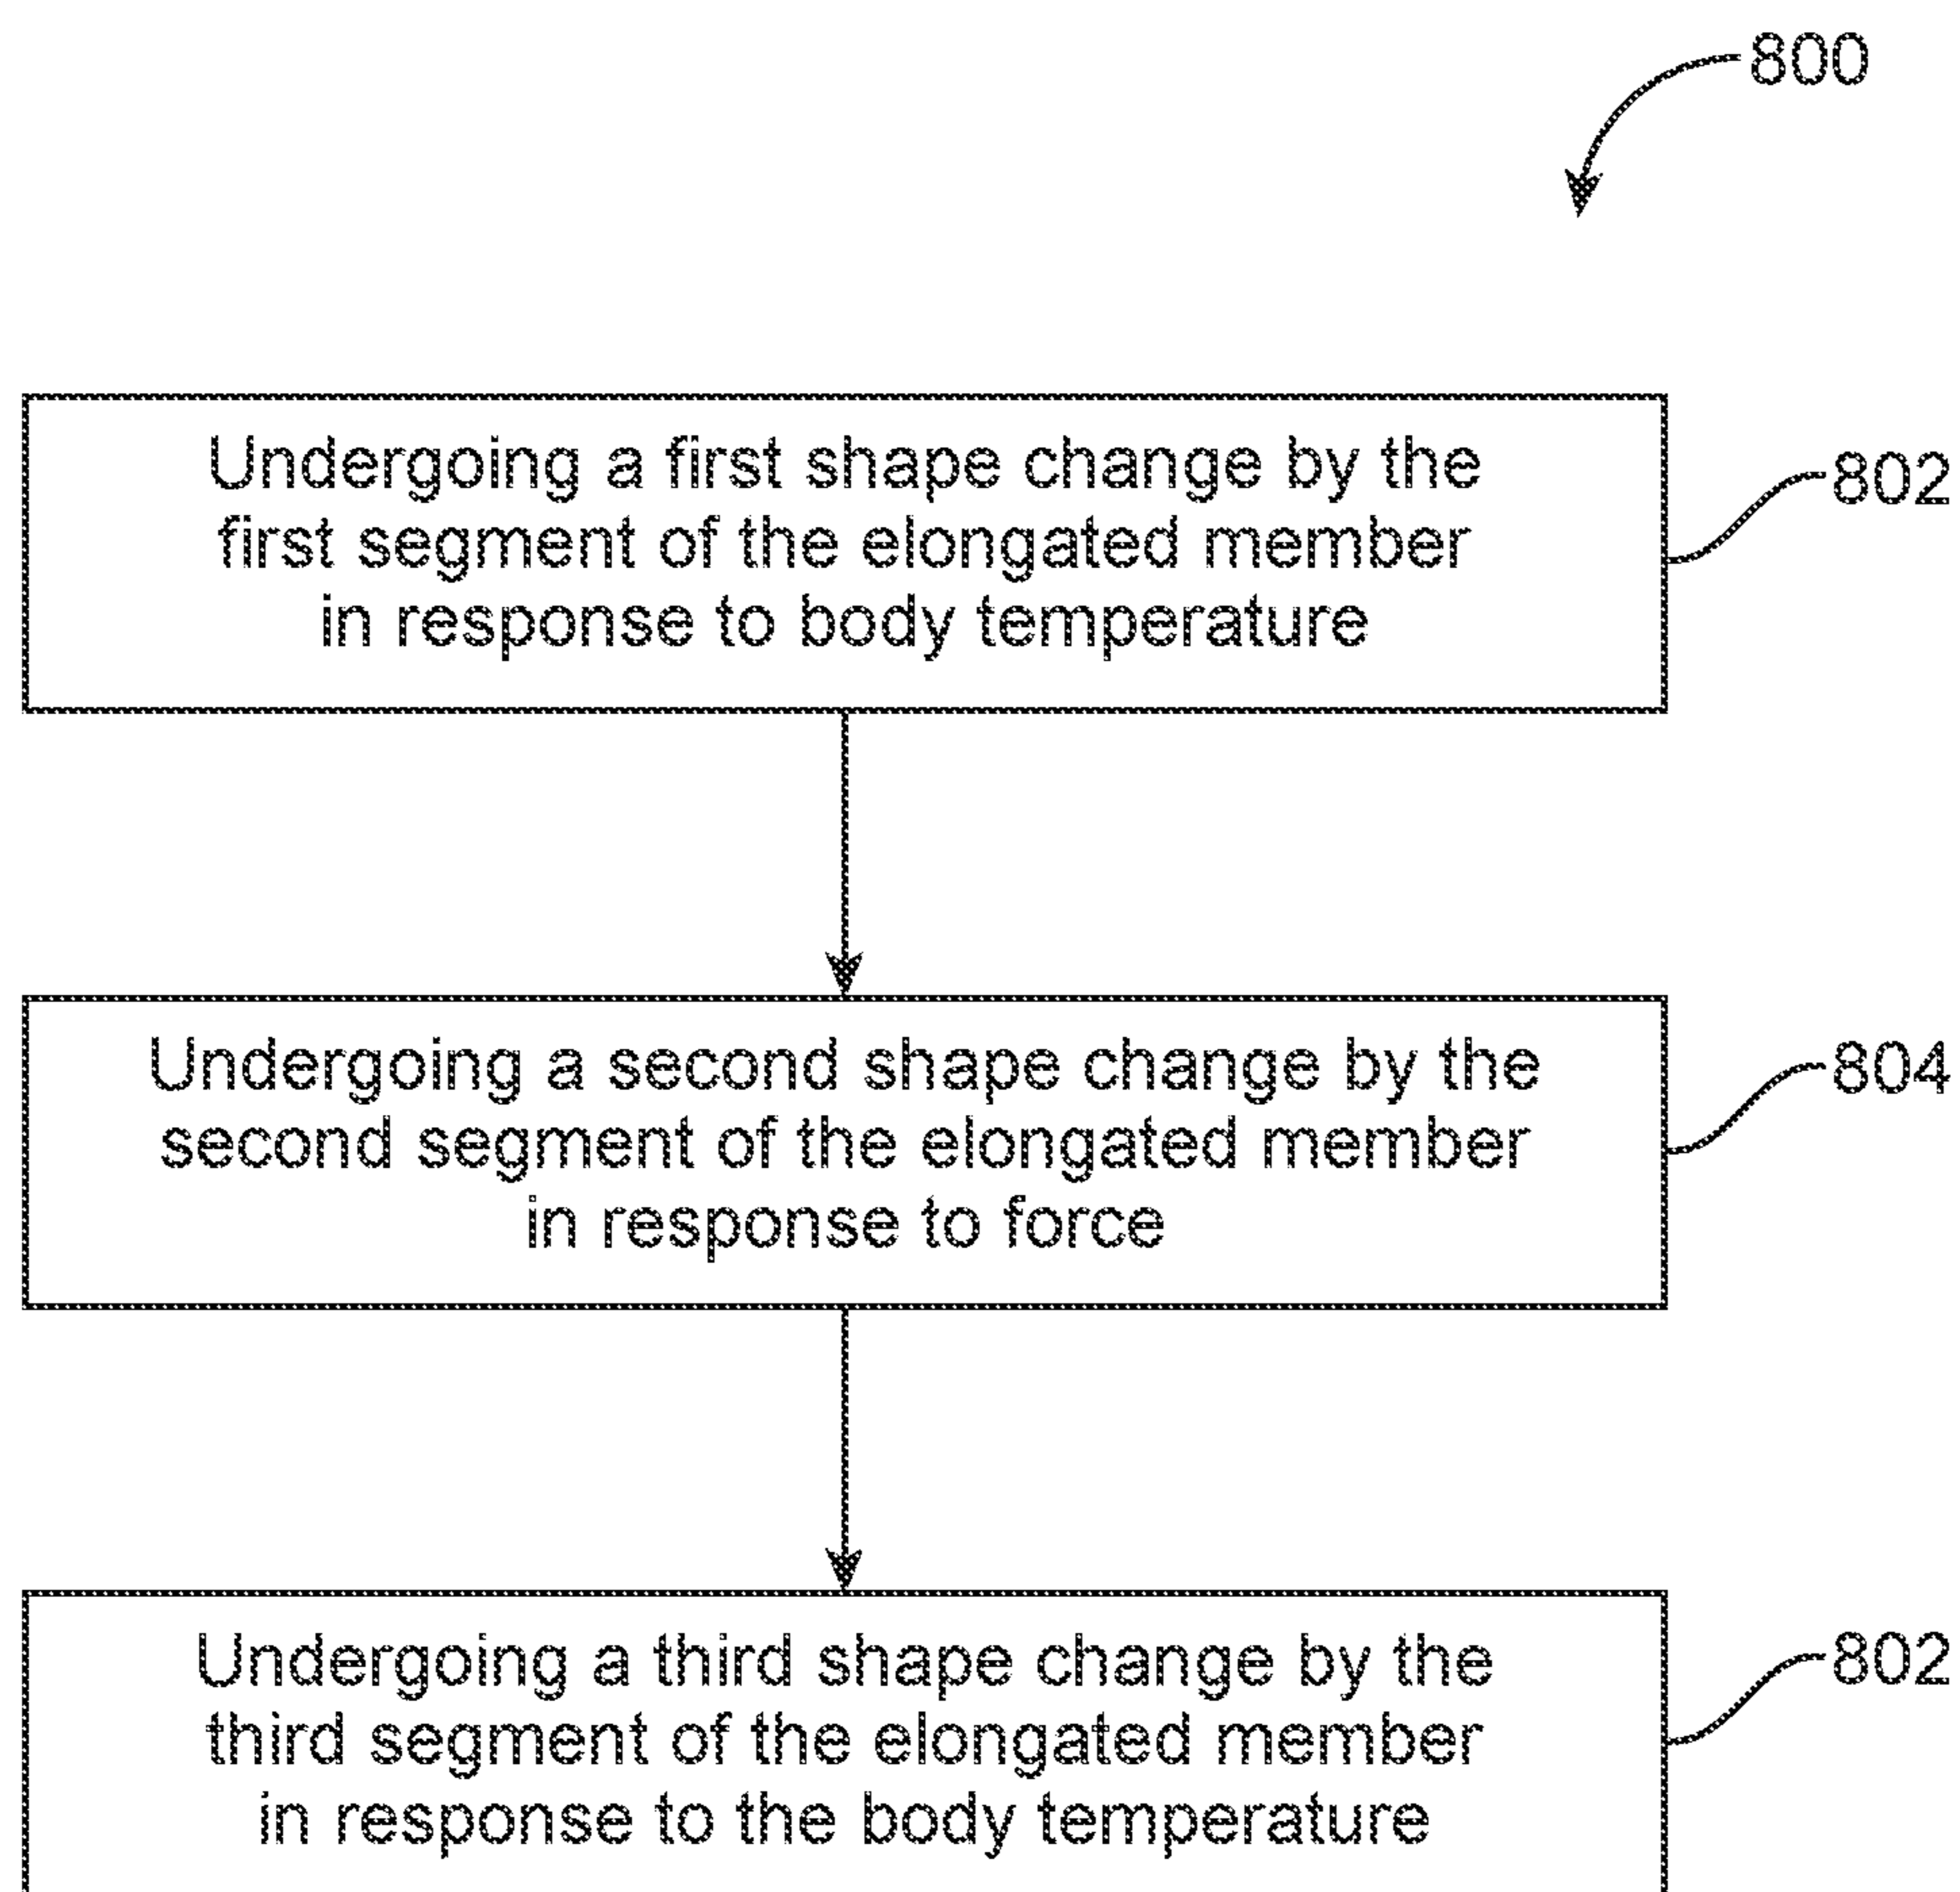 800
Undergoing a first shape change by the
first segment of the elongated member
in response to body temperature
802
Undergoing a second shape change by the
second segment of the elongated member
in response to force
804
Undergoing a third shape change by the
third segment of the elongated member
in response to the body temperature
802